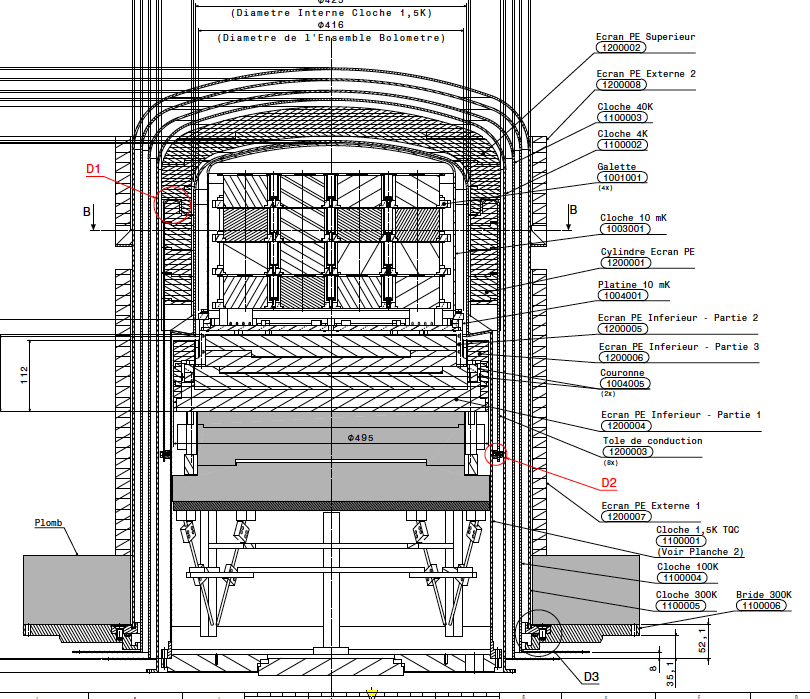 (Diametre Interne Cloche 1,5K)
Φ416
(Diametre de l'Ensemble Bolometre)
Ecran PE Superieur
1200002
Ecran PE Externe 2
1200008
Cloche 40K
1100003
Cloche 4K
1100002
Galette
1001001
(4x)
D1
B
B
Cloche 10 mK
1003001
Cylindre Ecran PE
1200001
Platine 10 mK
1004001
Ecran PE Inferieur - Partie 2
1200005
Ecran PE Inferieur - Partie 3
1200006
Couronne
1004005
(2x)
112
Ecran PE Inferieur - Partie 1
1200004
Φ495
Tole de conduction
1200003
(8x)
D2
Ecran PE Externe 1
1200007
Plomb
Cloche 1,5K TQC
1100001
(Voir Planche 2)
Cloche 100K
1100004
Cloche 300K
1100005
Bride 300K
1100006
52,1
8
35,1
D3